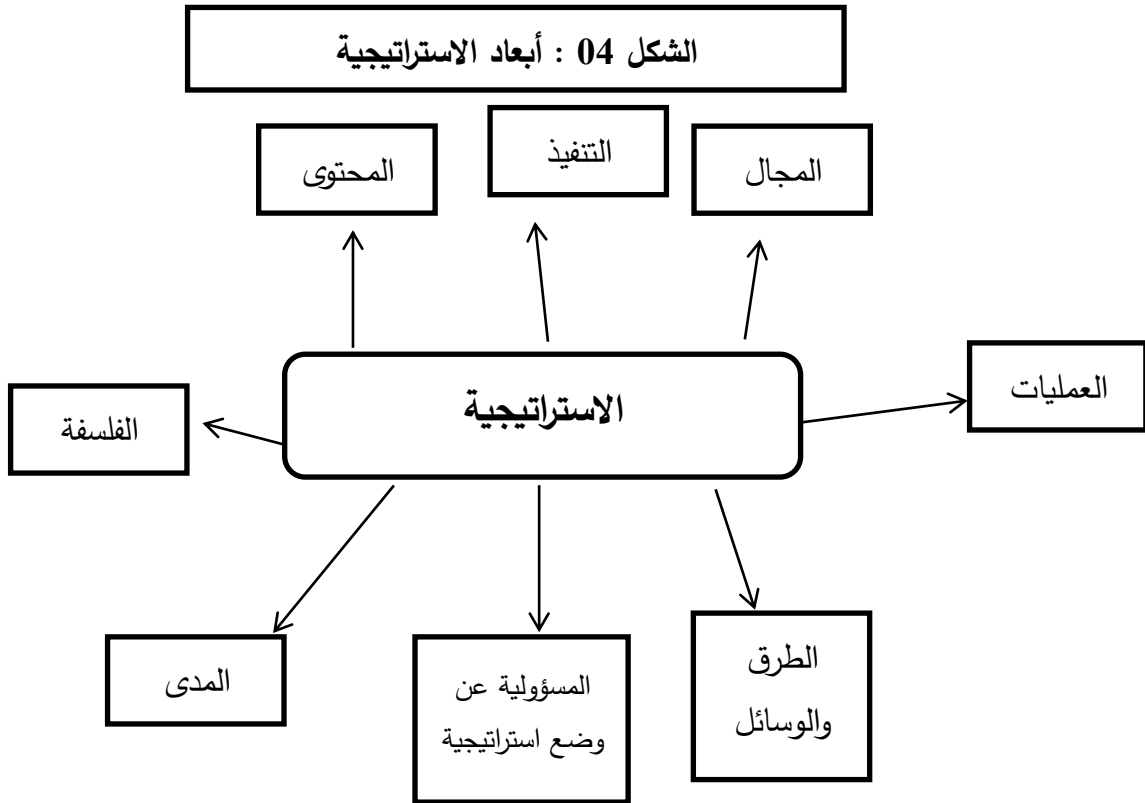 الشكل 04 : أبعاد الاستراتيجية
المجال
التنفيذ
المحتوى
العمليات
الاستراتيجية
الفلسفة
الطرق
والوسائل
المسؤولية عن
وضع استراتيجية
المدى